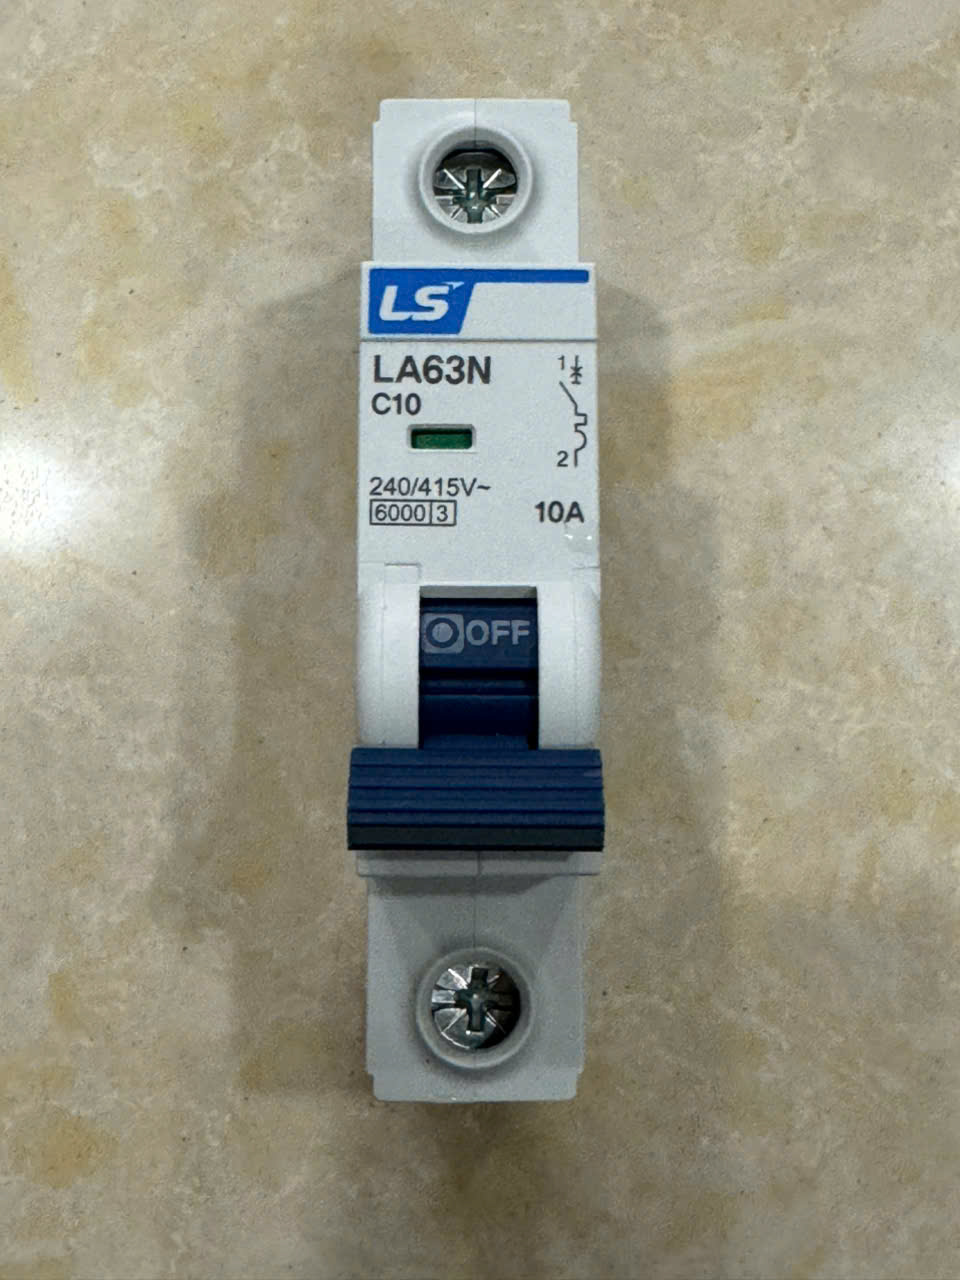 LS
LA63N
C10
1
2
240/415V~
6000 3
10A
OFF